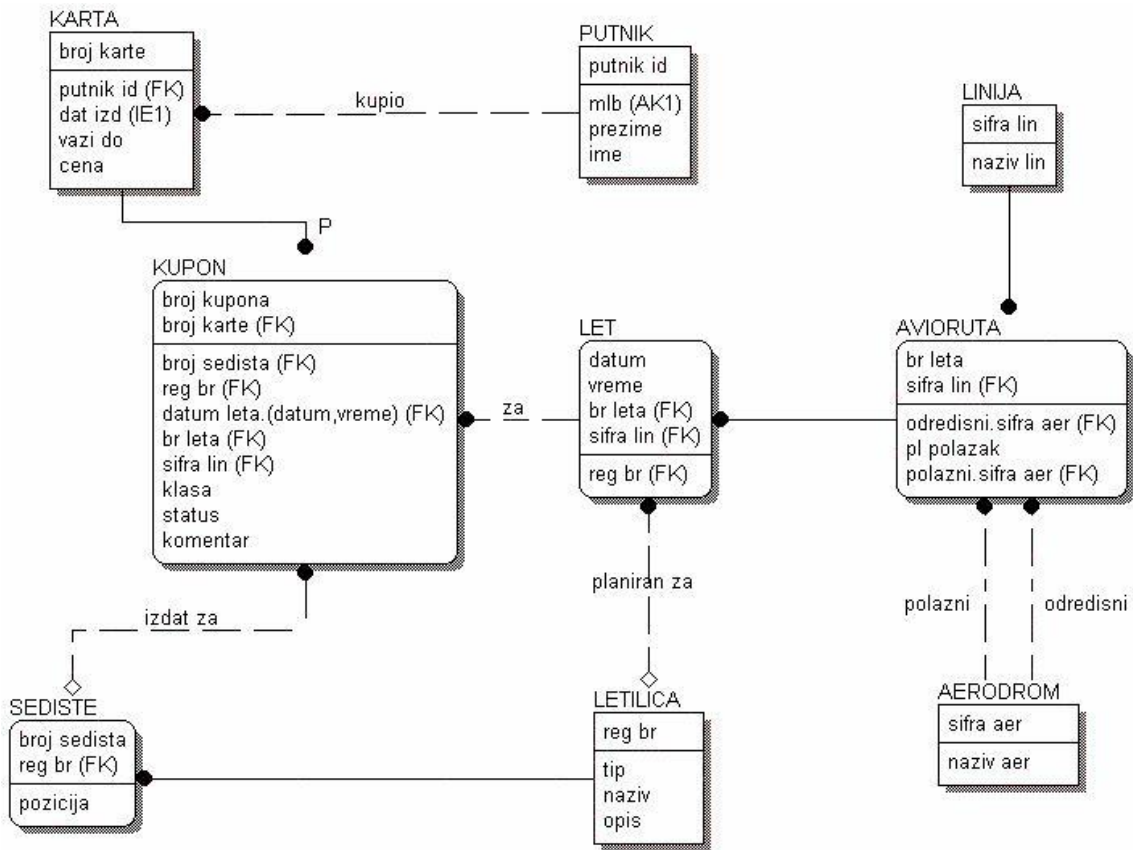 KARTA
broj karte
putnik id (FK)
dat izd (IE1)
vazi do
cena
kupio
PUTNIK
putnik id
mlb (AK1)
prezime
ime
LINIJA
sifra lin
naziv lin
P
KUPON
broj kupona
broj karte (FK)
broj sedista (FK)
reg br (FK)
datum leta.(datum,vreme) (FK)
br leta (FK)
sifra lin (FK)
klasa
status
komentar
za
LET
datum
vreme
br leta (FK)
sifra lin (FK)
reg br (FK)
AVIORUTA
br leta
sifra lin (FK)
odredisni.sifra aer (FK)
pl polazak
polazni.sifra aer (FK)
izdat za
planiran za
polazni
odredisni
SEDISTE
broj sedista
reg br (FK)
pozicija
LETILICA
reg br
tip
naziv
opis
AERODROM
sifra aer
naziv aer